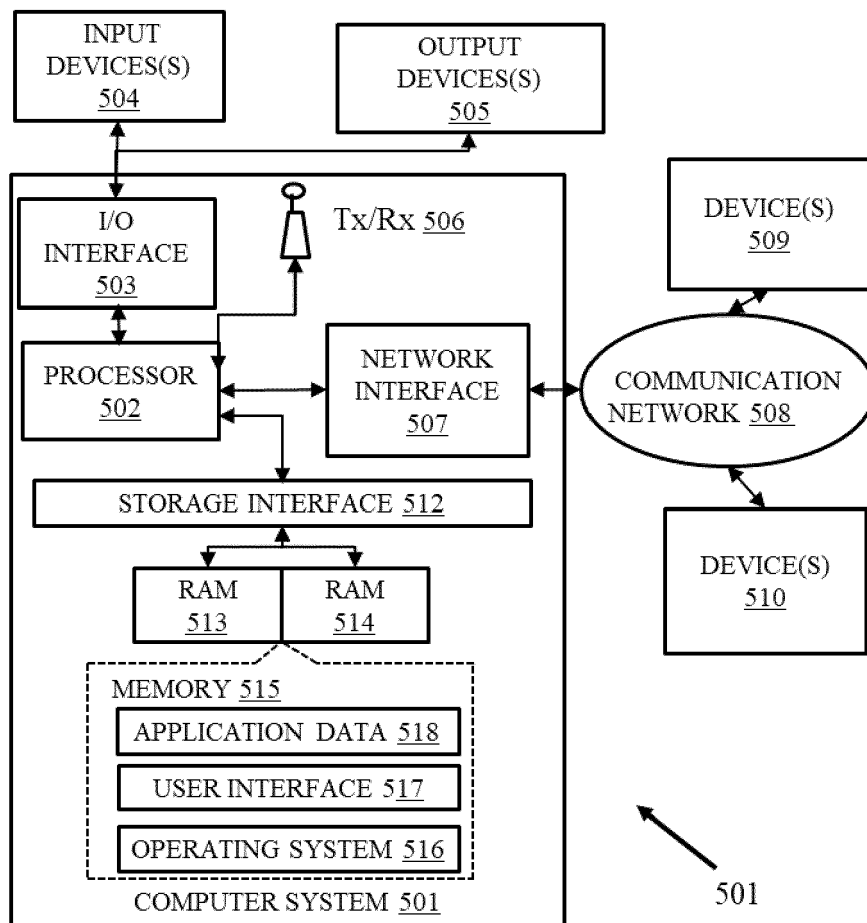 INPUT
DEVICES(S)
504
OUTPUT
DEVICES(S)
505
I/O
INTERFACE
503
Tx/Rx 506
DEVICE(S)
509
PROCESSOR
502
NETWORK
INTERFACE
507
COMMUNICATION
NETWORK 508
STORAGE INTERFACE 512
RAM
513
RAM
514
DEVICE(S)
510
MEMORY 515
APPLICATION DATA 518
USER INTERFACE 517
OPERATING SYSTEM 516
COMPUTER SYSTEM 501
501